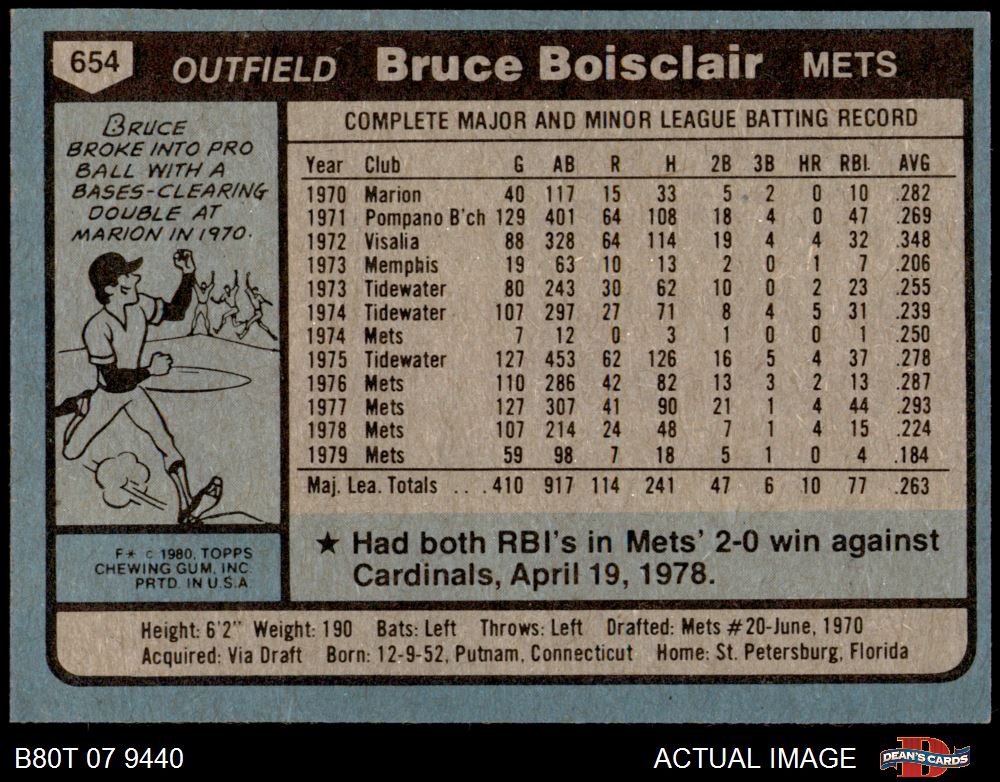 654 OUTFIELD Bruce Boisclair METS
BRUCE
BROKE INTO PRO
BALL WITH A
BASES-CLEARING
DOUBLE AT
MARION IN 1970.
COMPLETE MAJOR AND MINOR LEAGUE BATTING RECORD
Year Club G AB R H 2B 3B HR RBI. AVG
1970 Marion 40 117 15 33 5 2 0 10 .282
1971 Pompano B'ch 129 401 64 108 18 4 0 47 .269
1972 Visalia 88 328 64 114 19 4 4 32 .348
1973 Memphis 19 63 10 13 2 0 1 7 .206
1973 Tidewater 80 243 30 62 10 0 2 23 .255
1974 Tidewater 107 297 27 71 8 4 5 31 .239
1974 Mets 7 12 0 3 1 0 0 1 .250
1975 Tidewater 127 453 62 126 16 5 4 37 .278
1976 Mets 110 286 42 82 13 3 2 13 .287
1977 Mets 127 307 41 90 21 1 4 44 .293
1978 Mets 107 214 24 48 7 1 4 15 .224
1979 Mets 59 98 7 18 5 1 0 4 .184
Maj. Lea. Totals ...410 917 114 241 47 6 10 77 .263
★ Had both RBI's in Mets' 2-0 win against
Cardinals, April 19, 1978.
F* © 1980, TOPPS
CHEWING GUM, INC.
PRTD. IN U.S.A.
Height: 6'2" Weight: 190 Bats: Left Throws: Left Drafted: Mets #20-June, 1970
Acquired: Via Draft Born: 12-9-52, Putnam, Connecticut Home: St. Petersburg, Florida
B80T 07 9440 ACTUAL IMAGE DEAN'S CARDS